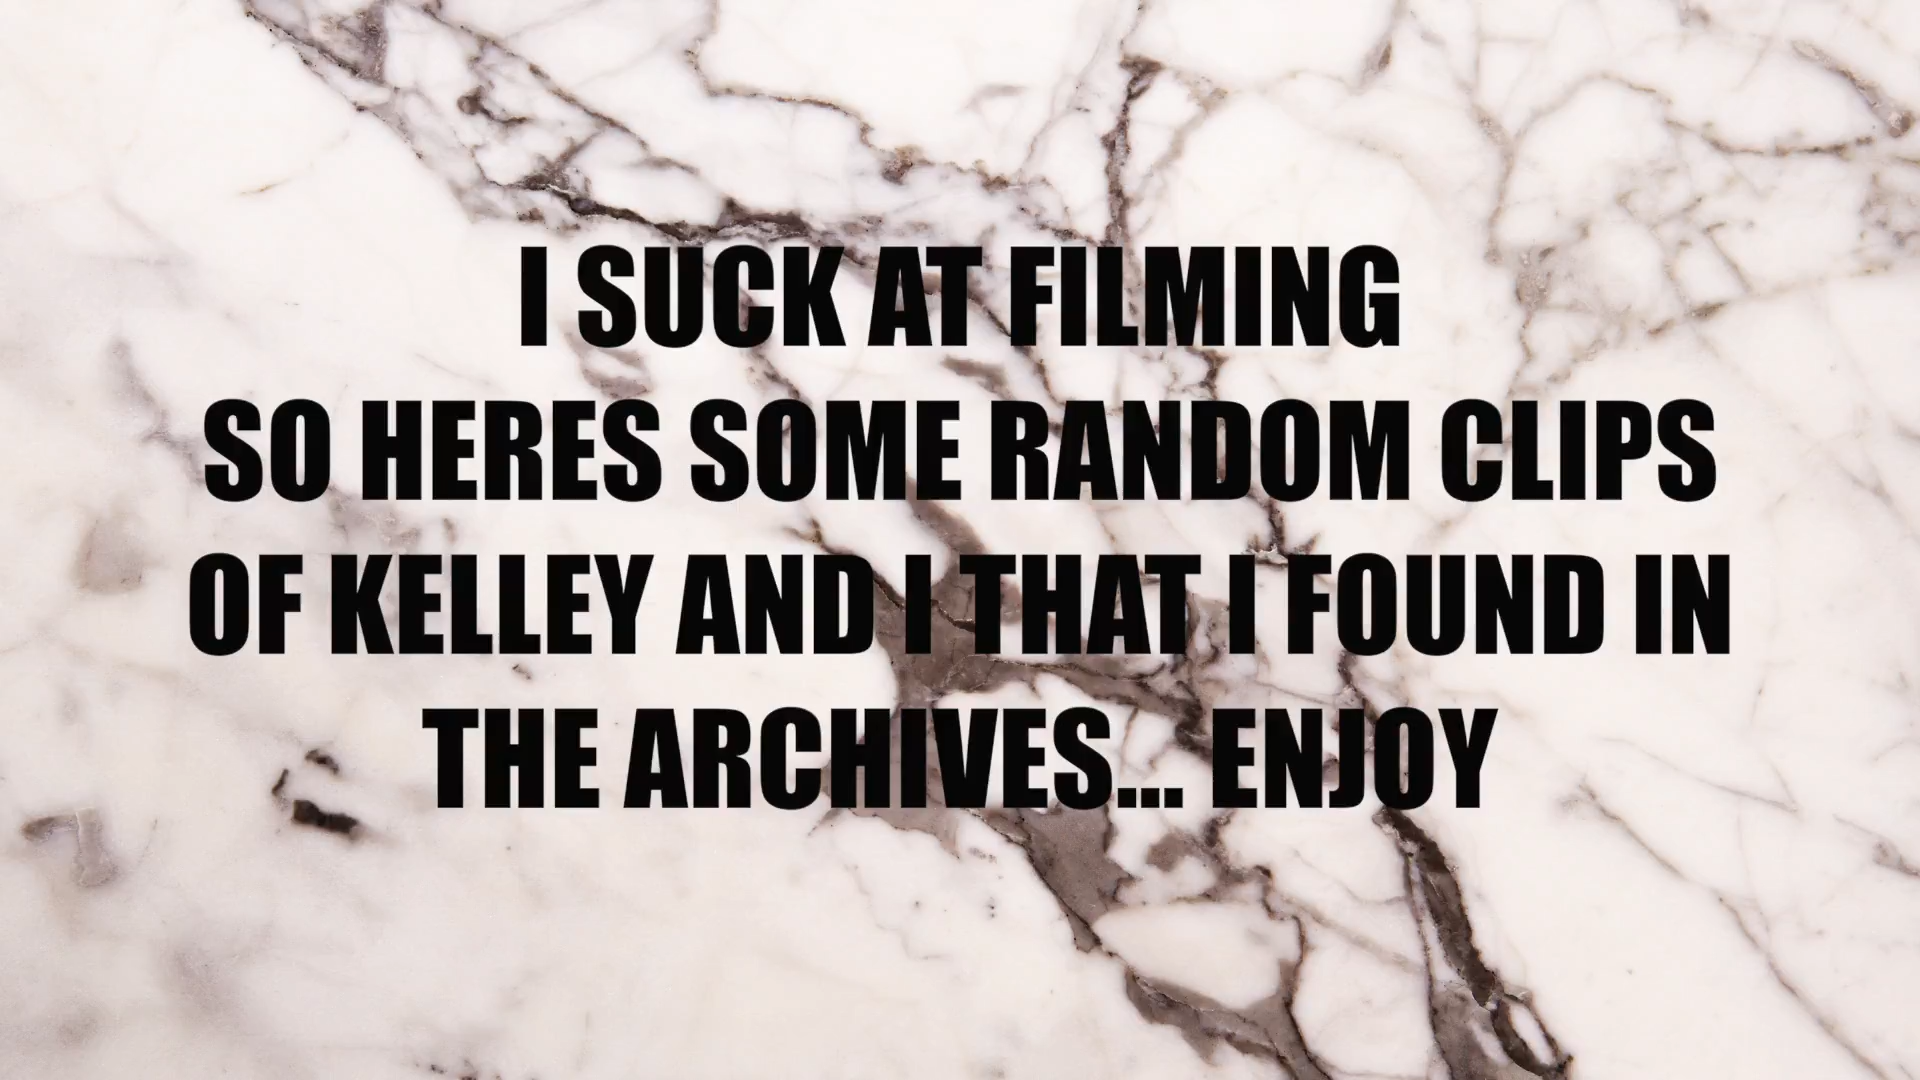 I SUCK AT FILMING
SO HERES SOME RANDOM CLIPS
OF KELLEY AND I THAT I FOUND IN
THE ARCHIVES... ENJOY